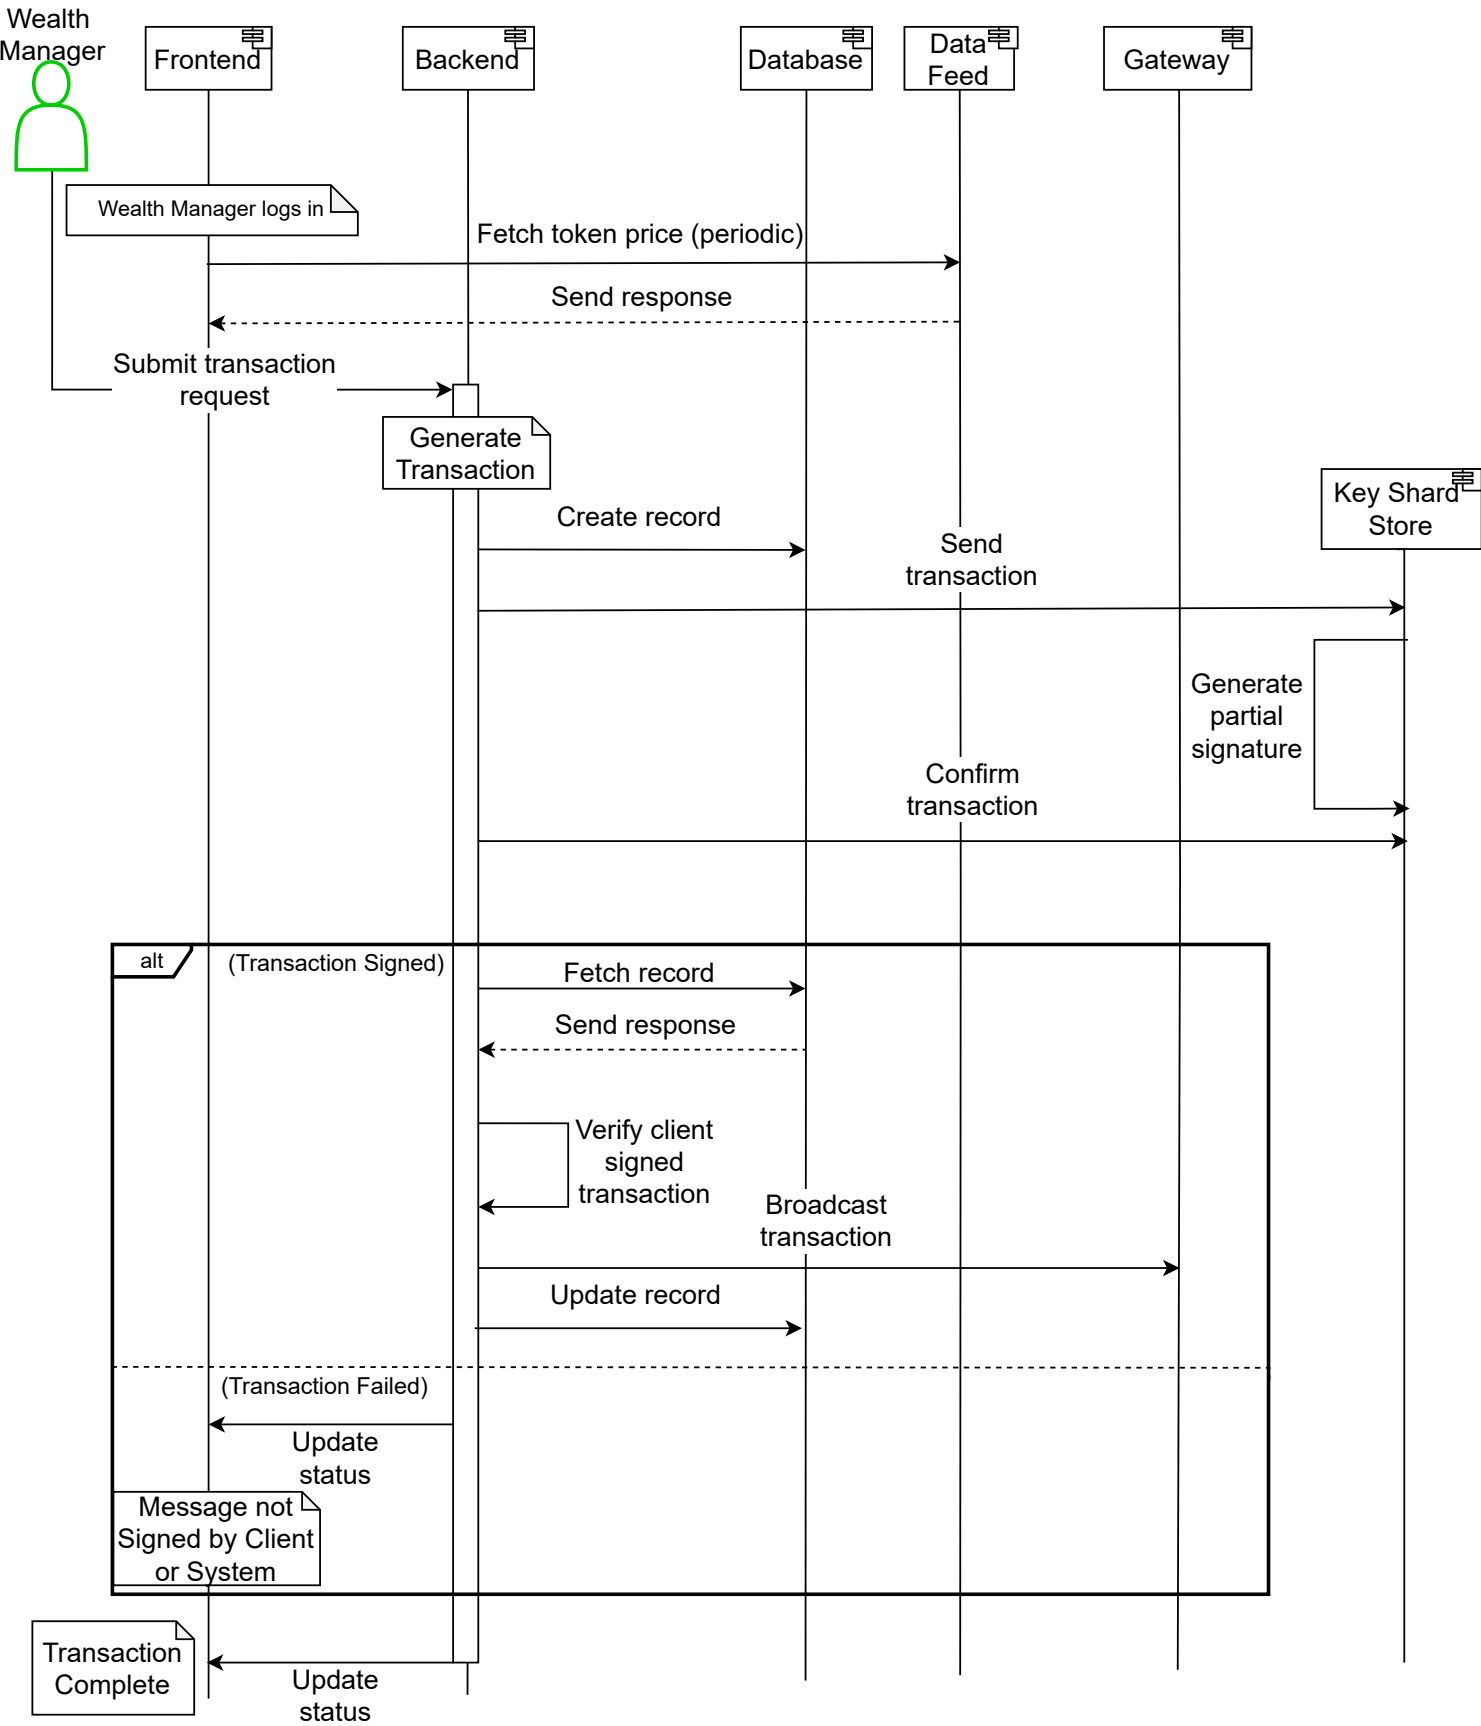 Wealth
Manager
Frontend
Backend
Database
Data
Feed
Gateway
Wealth Manager logs in
Fetch token price (periodic)
Send response
Submit transaction
request
Generate
Transaction
Key Shard
Store
Create record
Send
transaction
Generate
partial
signature
Confirm
transaction
alt
(Transaction Signed)
Fetch record
Send response
Verify client
signed
transaction
Broadcast
transaction
Update record
(Transaction Failed)
Update
status
Message not
Signed by Client
or System
Transaction
Complete
Update
status